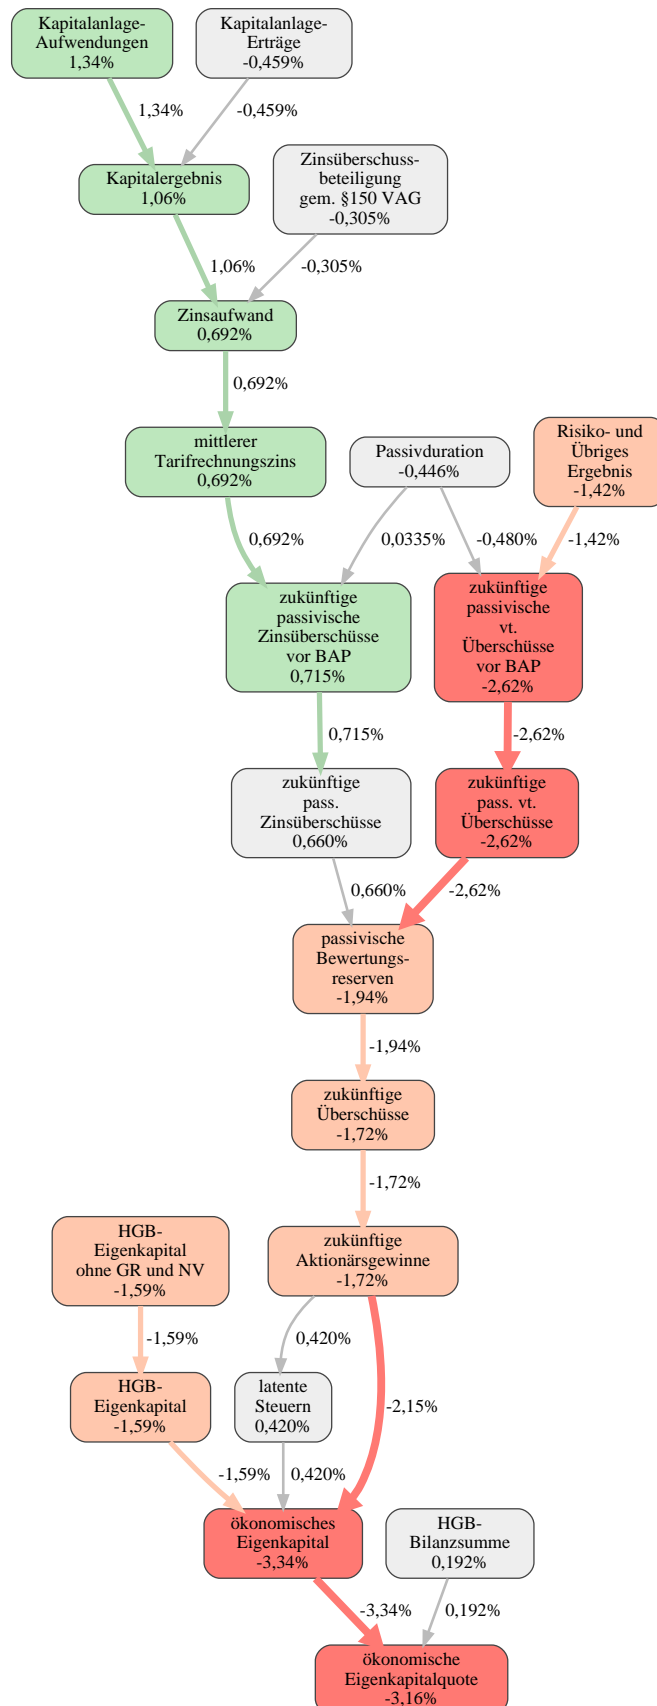 Kapitalanlage-
Aufwendungen
1,34%
Kapitalanlage-
Erträge
-0,459%
1,34%
-0,459%
Kapitalergebnis
1,06%
Zinsüberschuss-
beteiligung
gem. §150 VAG
-0,305%
1,06%
-0,305%
Zinsaufwand
0,692%
0,692%
mittlerer
Tarifrechnungszins
0,692%
Passivduration
-0,446%
Risiko- und
Übriges
Ergebnis
-1,42%
0,692%
0,0335%
-0,480%
-1,42%
zukünftige
passivische
Zinsüberschüsse
vor BAP
0,715%
zukünftige
passivische
vt.
Überschüsse
vor BAP
-2,62%
0,715%
-2,62%
zukünftige
pass.
Zinsüberschüsse
0,660%
zukünftige
pass. vt.
Überschüsse
-2,62%
0,660%
-2,62%
passivische
Bewertungs-
reserven
-1,94%
-1,94%
zukünftige
Überschüsse
-1,72%
-1,72%
HGB-
Eigenkapital
ohne GR und NV
-1,59%
zukünftige
Aktionärsgewinne
-1,72%
-1,59%
0,420%
-2,15%
HGB-
Eigenkapital
-1,59%
latente
Steuern
0,420%
-1,59%
0,420%
ökonomisches
Eigenkapital
-3,34%
HGB-
Bilanzsumme
0,192%
-3,34%
0,192%
ökonomische
Eigenkapitalquote
-3,16%